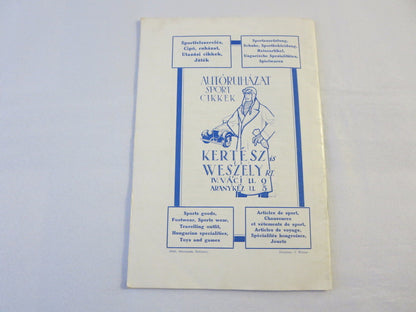 Sportfelszerelés,
Cipő, ruházat,
Utazási cikkek,
Játék
Sportausrüstung,
Schuhe, Sportbekleidung,
Reiseartikel,
Ungarische Spezialitäten,
Spielwaren
AUTÓRUHÁZAT
SPORT
CIKKEK
KERTÉSZ és
WESZELY RT.
IV. VÁCI U. 9
ARANYKÉZ U. 5
Sports goods,
Footwear, Sports wear,
Travelling outfit,
Hungarian specialities,
Toys and games
Articles de sport,
Chaussures
et vêtements de sport,
Articles de voyage,
Spécialités hongroises,
Jouets